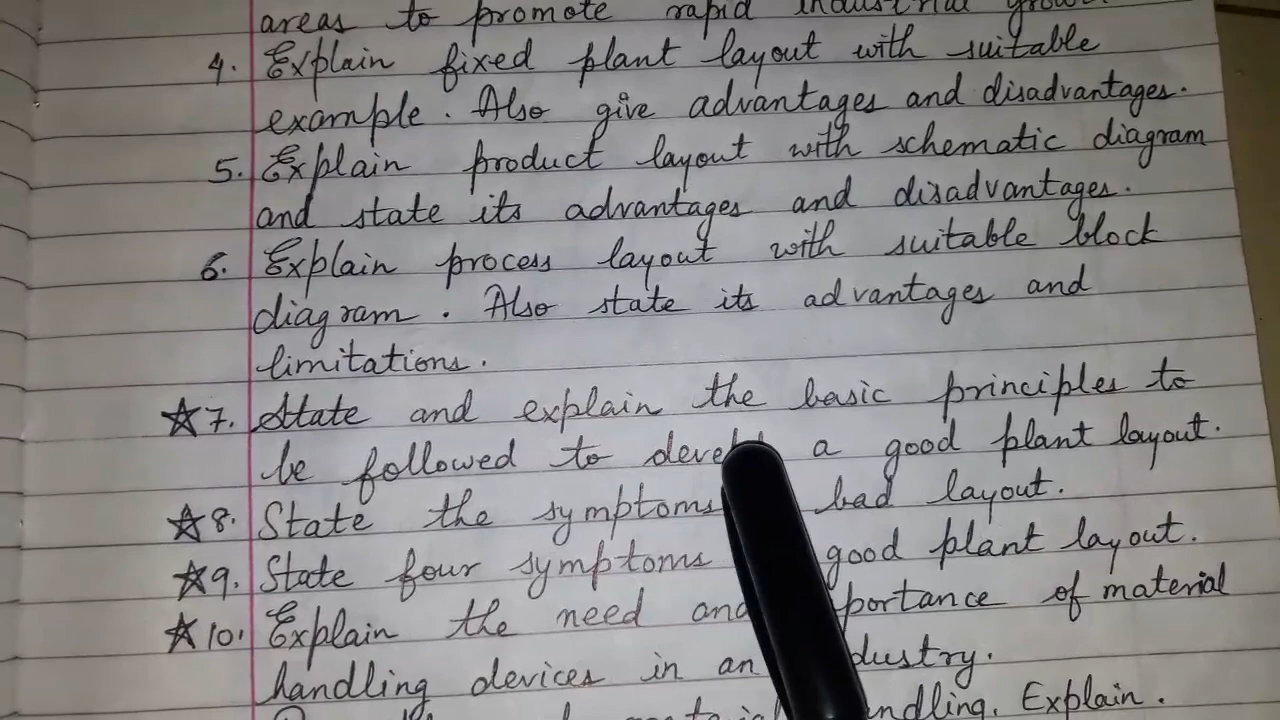 areas to promote rapid industrial growth.
4. Explain fixed plant layout with suitable
example. Also give advantages and disadvantages.
5. Explain product layout with schematic diagram
and state its advantages and disadvantages.
6. Explain process layout with suitable block
diagram. Also state its advantages and
limitations.
☆7. State and explain the basic principles to
be followed to a good plant layout.
☆8. State the symptoms bad layout.
☆9. State four symptoms good plant layout.
☆10. Explain the need and of material
handling devices in an
Explain.